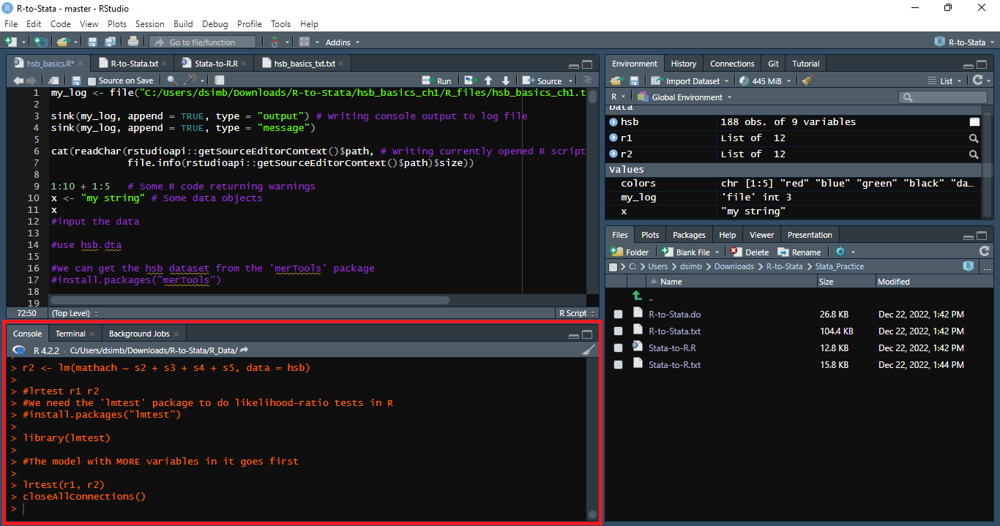 R-to-Stata - master - RStudio
File Edit Code View Plots Session Build Debug Profile Tools Help
Go to file/function Addins R-to-Stata
hsb_basics.R* R-to-Stata.txt Stata-to-R.R hsb_basics_txt.txt
Source on Save Run Source
1 my_log <- file("C:/Users/dsimb/Downloads/R-to-Stata/hsb_basics_ch1/R_files/hsb_basics_ch1.t
2
3 sink(my_log, append = TRUE, type = "output") # Writing console output to log file
4 sink(my_log, append = TRUE, type = "message")
5
6 cat(readChar(rstudioapi::getSourceEditorContext()$path, # Writing currently opened R script
7 file.info(rstudioapi::getSourceEditorContext()$path)$size))
8
9 1:10 + 1:5 # Some R code returning warnings
10 x <- "my string" # Some data objects
11 x
12 #input the data
13
14 #use hsb.dta
15
16 #We can get the hsb dataset from the 'merTools' package
17 #install.packages("merTools")
18
19
72:50 (Top Level) R Script
Console Terminal Background Jobs
R 4.2.2 · C:/Users/dsimb/Downloads/R-to-Stata/R_Data/
> r2 <- lm(mathach ~ s2 + s3 + s4 + s5, data = hsb)
>
> #lrtest r1 r2
> #We need the 'lmtest' package to do likelihood-ratio tests in R
> #install.packages("lmtest")
>
> library(lmtest)
>
> #The model with MORE variables in it goes first
>
> lrtest(r1, r2)
> closeAllConnections()
>
Environment History Connections Git Tutorial
Import Dataset 445 MiB List
R Global Environment
Data
hsb 188 obs. of 9 variables
r1 List of 12
r2 List of 12
Values
colors chr [1:5] "red" "blue" "green" "black" "da…
my_log 'file' int 3
x "my string"
Files Plots Packages Help Viewer Presentation
Folder Blank File Delete Rename
C: > Users > dsimb > Downloads > R-to-Stata > Stata_Practice ...
Name Size Modified
..
R-to-Stata.do 26.8 KB Dec 22, 2022, 1:42 PM
R-to-Stata.txt 104.4 KB Dec 22, 2022, 1:42 PM
Stata-to-R.R 12.8 KB Dec 22, 2022, 1:42 PM
Stata-to-R.txt 15.8 KB Dec 22, 2022, 1:44 PM